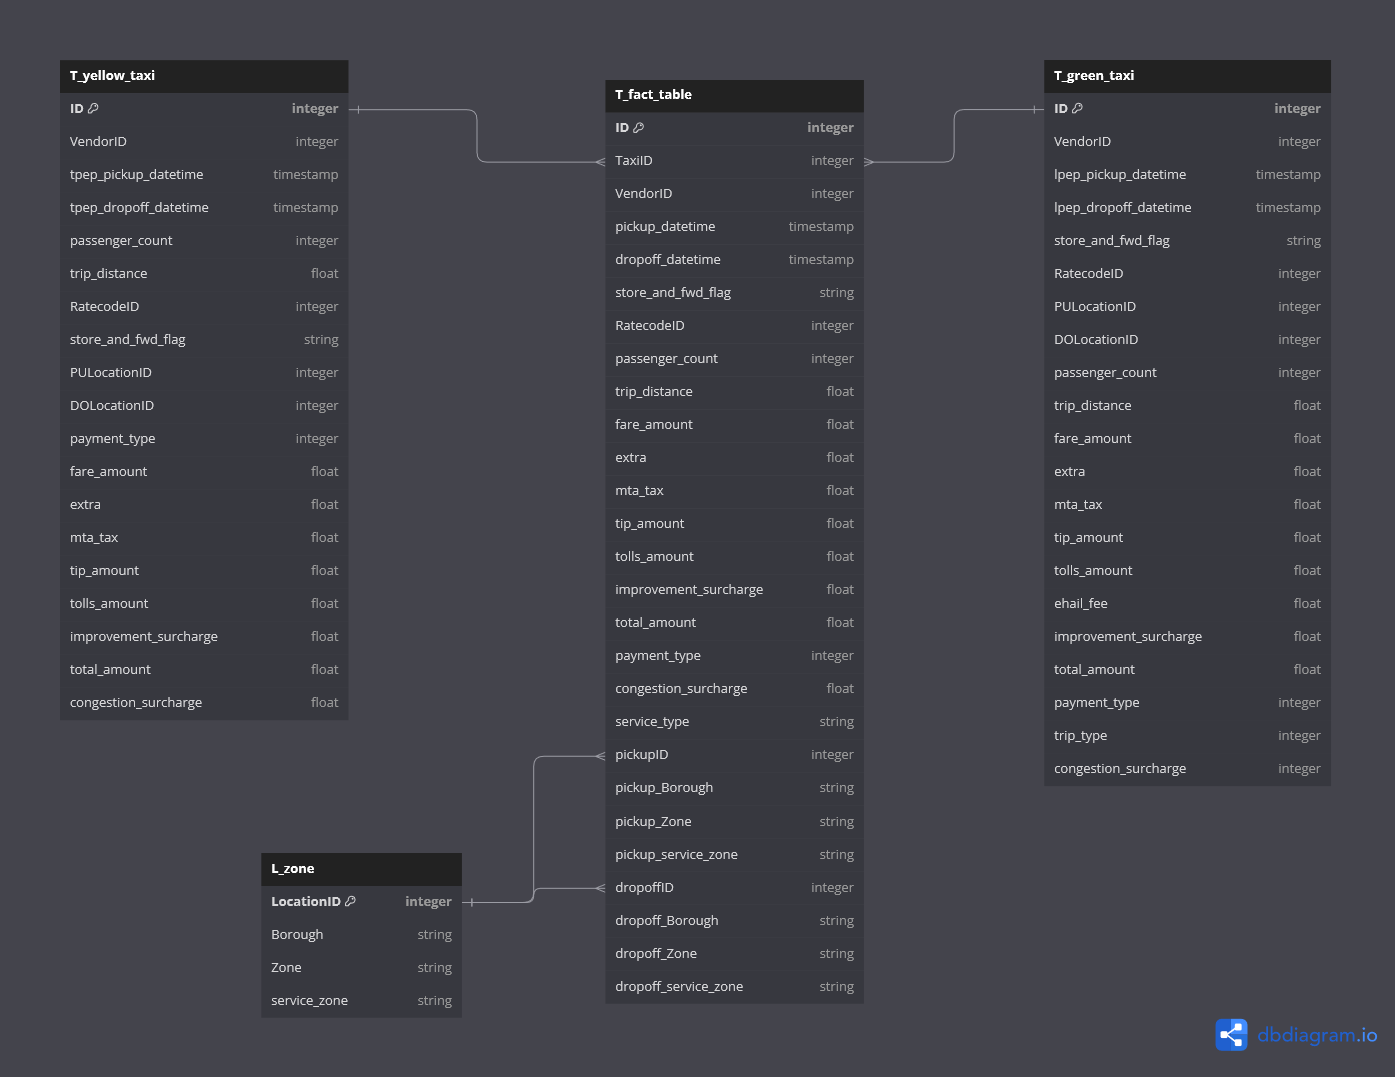 T_yellow_taxi
ID integer
VendorID integer
tpep_pickup_datetime timestamp
tpep_dropoff_datetime timestamp
passenger_count integer
trip_distance float
RatecodeID integer
store_and_fwd_flag string
PULocationID integer
DOLocationID integer
payment_type integer
fare_amount float
extra float
mta_tax float
tip_amount float
tolls_amount float
improvement_surcharge float
total_amount float
congestion_surcharge float
T_fact_table
ID integer
TaxiID integer
VendorID integer
pickup_datetime timestamp
dropoff_datetime timestamp
store_and_fwd_flag string
RatecodeID integer
passenger_count integer
trip_distance float
fare_amount float
extra float
mta_tax float
tip_amount float
tolls_amount float
improvement_surcharge float
total_amount float
payment_type integer
congestion_surcharge float
service_type string
pickupID integer
pickup_Borough string
pickup_Zone string
pickup_service_zone string
dropoffID integer
dropoff_Borough string
dropoff_Zone string
dropoff_service_zone string
T_green_taxi
ID integer
VendorID integer
lpep_pickup_datetime timestamp
lpep_dropoff_datetime timestamp
store_and_fwd_flag string
RatecodeID integer
PULocationID integer
DOLocationID integer
passenger_count integer
trip_distance float
fare_amount float
extra float
mta_tax float
tip_amount float
tolls_amount float
ehail_fee float
improvement_surcharge float
total_amount float
payment_type integer
trip_type integer
congestion_surcharge integer
L_zone
LocationID integer
Borough string
Zone string
service_zone string
dbdiagram.io